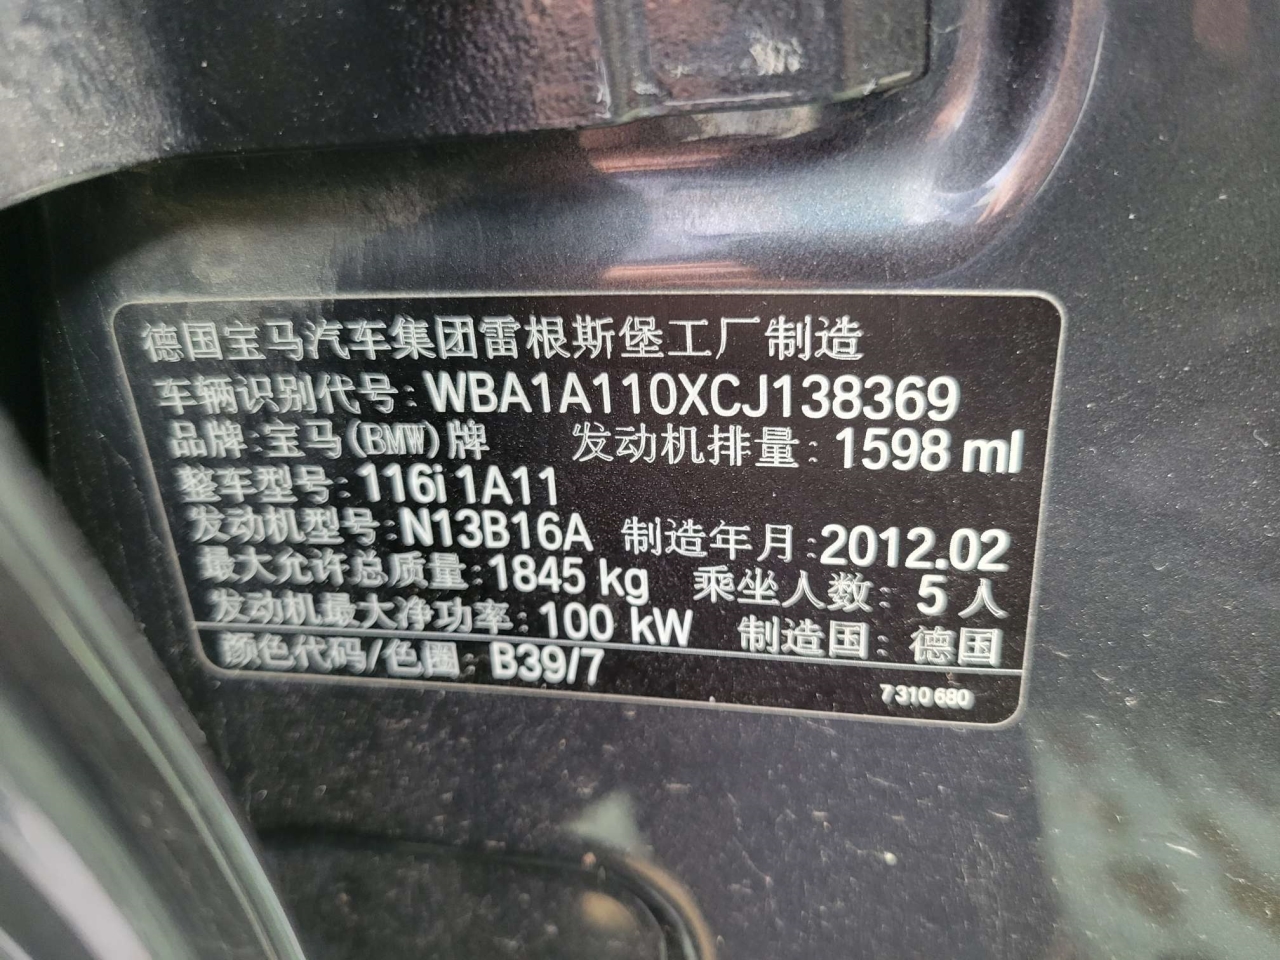 德国宝马汽车集团雷根斯堡工厂制造
车辆识别代号:WBA1A110XCJ138369
品牌:宝马(BMW)牌 发动机排量:1598 ml
整车型号:116i 1A11
发动机型号:N13B16A 制造年月:2012.02
最大允许总质量:1845 kg 乘坐人数:5人
发动机最大净功率:100 kW 制造国:德国
颜色代码/色圈:B39/7
7310680